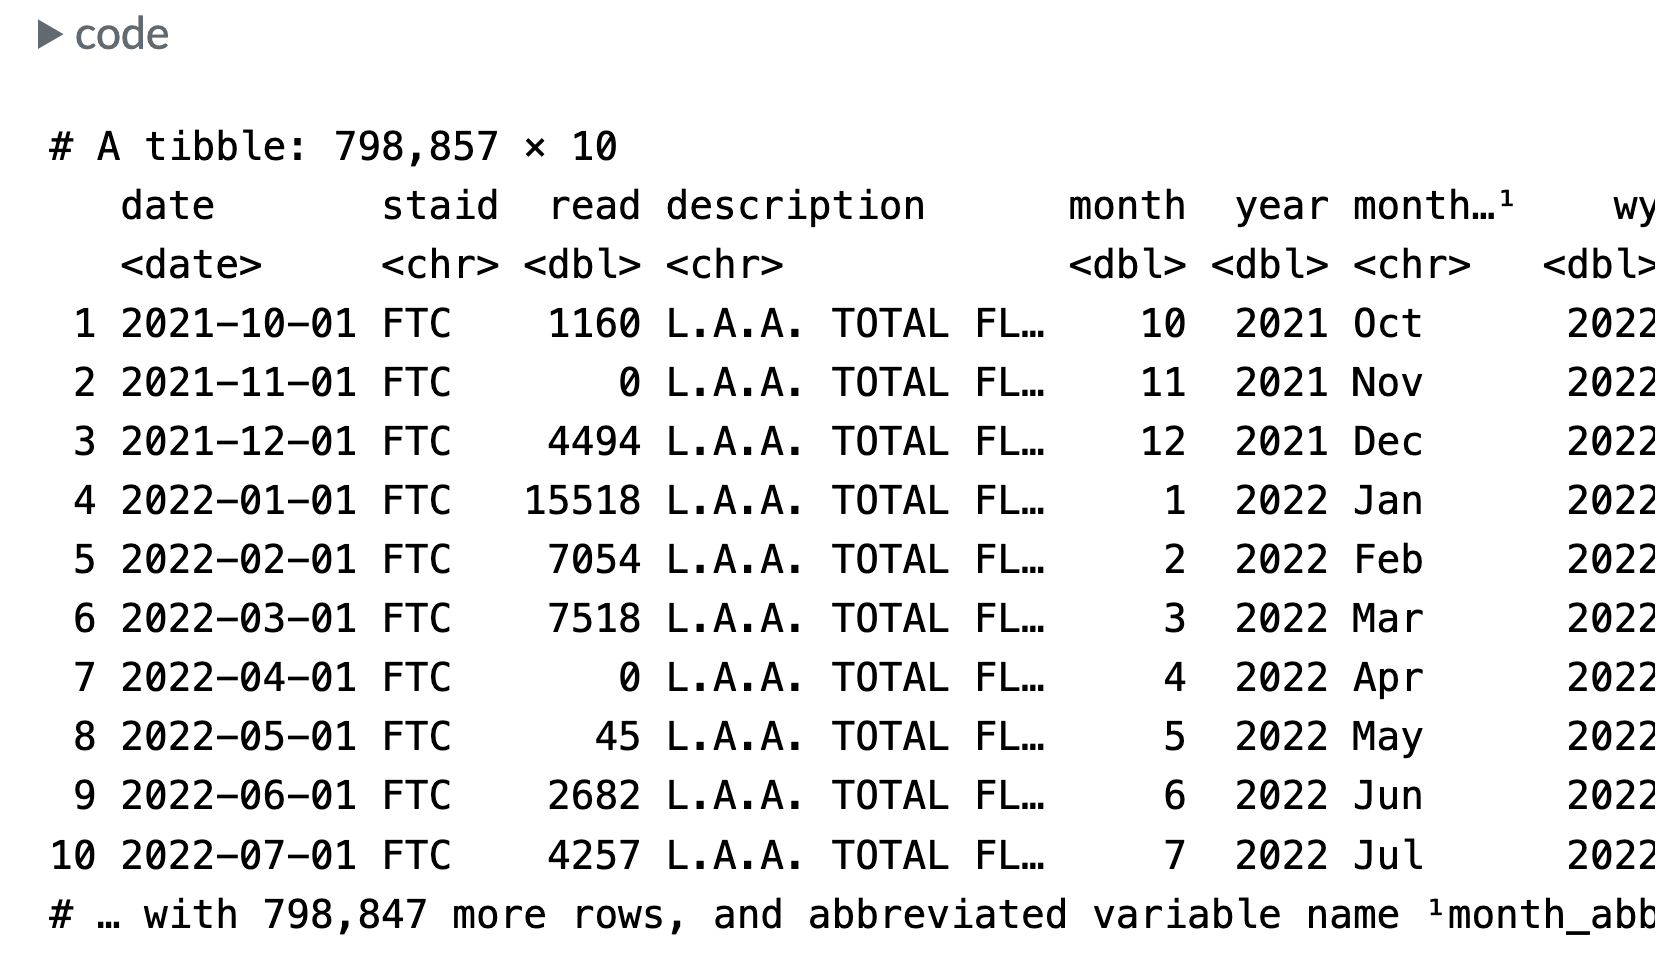 code
# A tibble: 798,857 × 10
date staid read description month year month…¹ wy
<date> <chr> <dbl> <chr> <dbl> <dbl> <chr> <dbl>
1 2021-10-01 FTC 1160 L.A.A. TOTAL FL… 10 2021 Oct 2022
2 2021-11-01 FTC 0 L.A.A. TOTAL FL… 11 2021 Nov 2022
3 2021-12-01 FTC 4494 L.A.A. TOTAL FL… 12 2021 Dec 2022
4 2022-01-01 FTC 15518 L.A.A. TOTAL FL… 1 2022 Jan 2022
5 2022-02-01 FTC 7054 L.A.A. TOTAL FL… 2 2022 Feb 2022
6 2022-03-01 FTC 7518 L.A.A. TOTAL FL… 3 2022 Mar 2022
7 2022-04-01 FTC 0 L.A.A. TOTAL FL… 4 2022 Apr 2022
8 2022-05-01 FTC 45 L.A.A. TOTAL FL… 5 2022 May 2022
9 2022-06-01 FTC 2682 L.A.A. TOTAL FL… 6 2022 Jun 2022
10 2022-07-01 FTC 4257 L.A.A. TOTAL FL… 7 2022 Jul 2022
# … with 798,847 more rows, and abbreviated variable name ¹month_abb